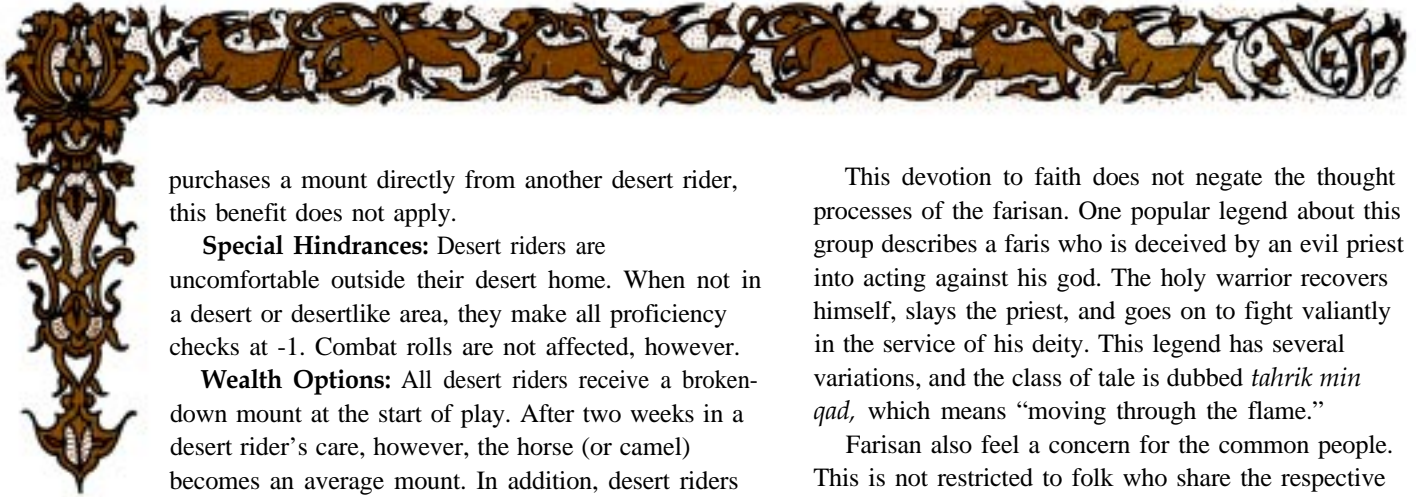 purchases a mount directly from another desert rider,
this benefit does not apply.
Special Hindrances: Desert riders are
uncomfortable outside their desert home. When not in
a desert or desertlike area, they make all proficiency
checks at -1. Combat rolls are not affected, however.
Wealth Options: All desert riders receive a broken-
down mount at the start of play. After two weeks in a
desert rider’s care, however, the horse (or camel)
becomes an average mount. In addition, desert riders
This devotion to faith does not negate the thought
processes of the farisan. One popular legend about this
group describes a faris who is deceived by an evil priest
into acting against his god. The holy warrior recovers
himself, slays the priest, and goes on to fight valiantly
in the service of his deity. This legend has several
variations, and the class of tale is dubbed tahrik min
qad, which means “moving through the flame.”
Farisan also feel a concern for the common people.
This is not restricted to folk who share the respective